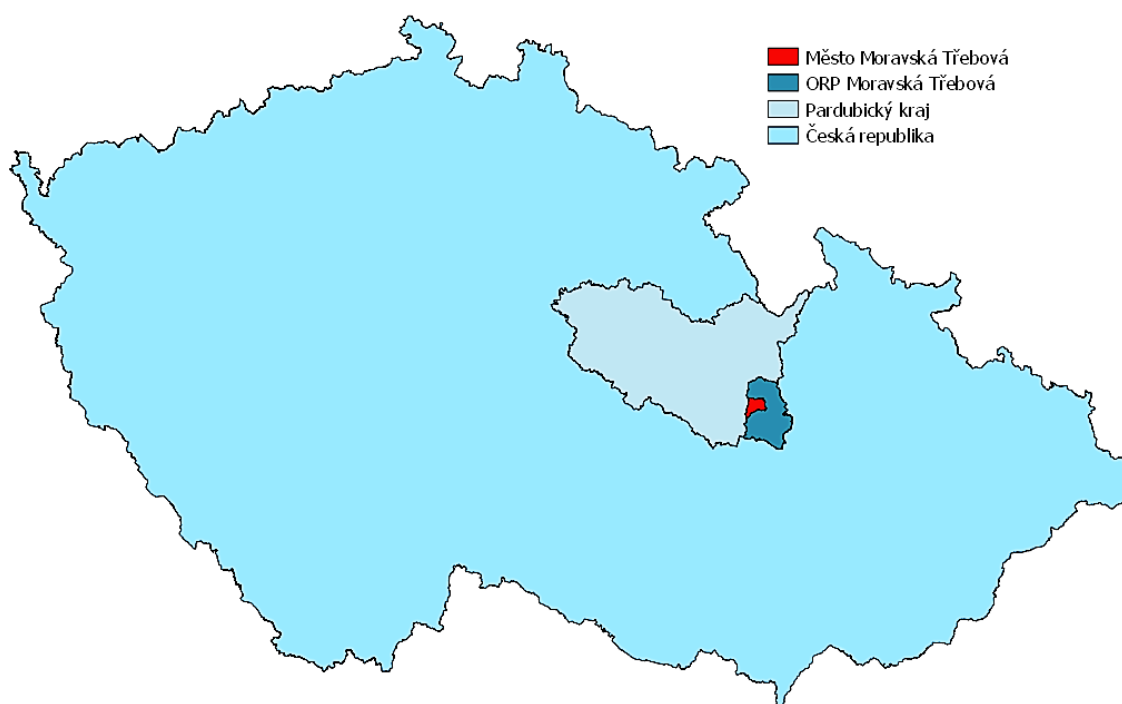 Město Moravská Třebová
ORP Moravská Třebová
Pardubický kraj
Česká republika